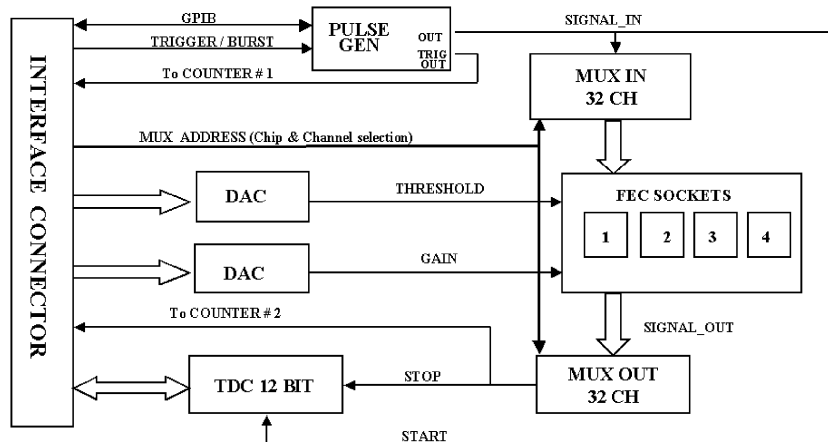 GPIB
PULSE
GEN
OUT
TRIG
OUT
SIGNAL_IN
TRIGGER / BURST
To COUNTER # 1
MUX IN
32 CH
INTERFACE CONNECTOR
MUX ADDRESS (Chip & Channel selection)
DAC
THRESHOLD
FEC SOCKETS
1
2
3
4
DAC
GAIN
To COUNTER # 2
SIGNAL_OUT
TDC 12 BIT
STOP
MUX OUT
32 CH
START